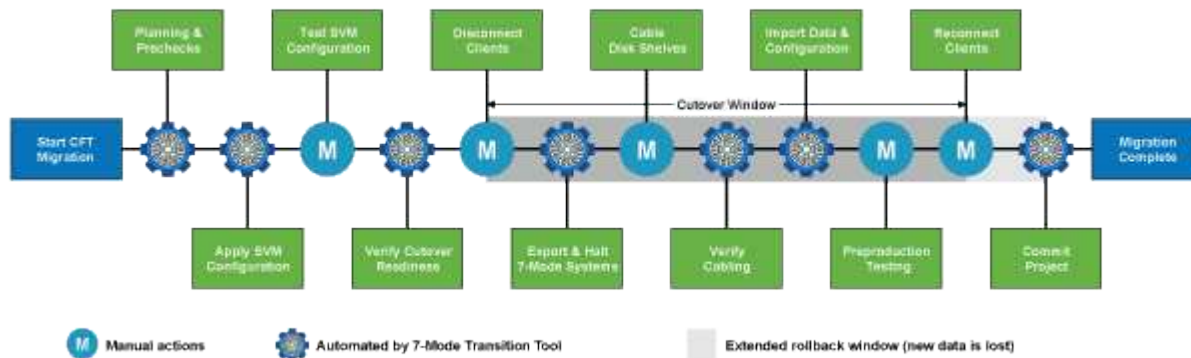 Planning &
Prechecks
Test SVM
Configuration
Disconnect
Clients
Cable
Disk Shelves
Import Data &
Configuration
Reconnect
Clients
Cutover Window
Start CFT
Migration
M
M
M
M
M
Migration
Complete
Apply SVM
Configuration
Verify Cutover
Readiness
Export & Halt
7-Mode Systems
Verify
Cabling
Preproduction
Testing
Commit
Project
M
Manual actions
Automated by 7-Mode Transition Tool
Extended rollback window (new data is lost)